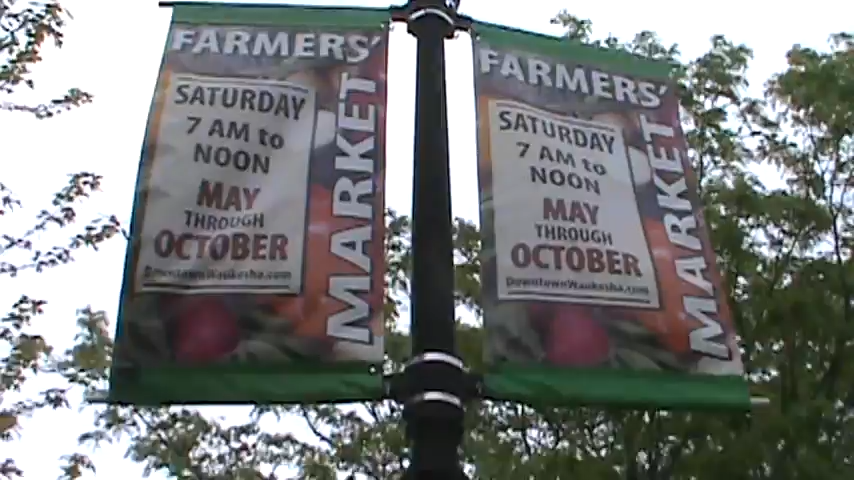 FARMERS'
MARKET
SATURDAY
7 AM to
NOON
MAY
THROUGH
OCTOBER
DowntownWaukesha.com
FARMERS'
MARKET
SATURDAY
7 AM to
NOON
MAY
THROUGH
OCTOBER
DowntownWaukesha.com